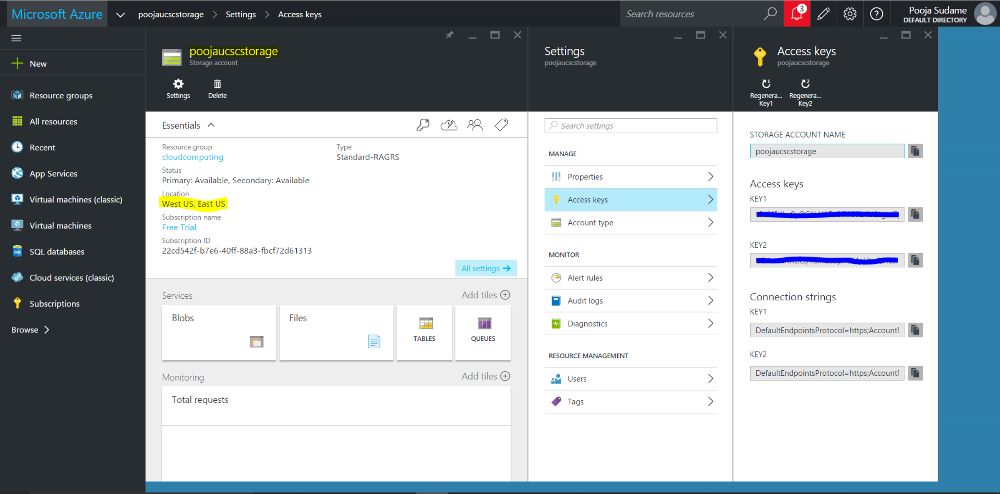 Microsoft Azure
poojaucscstorage > Settings > Access keys
Search resources
3
Pooja Sudame
DEFAULT DIRECTORY
New
Resource groups
All resources
Recent
App Services
Virtual machines (classic)
Virtual machines
SQL databases
Cloud services (classic)
Subscriptions
Browse
poojaucscstorage
Storage account
Settings
Delete
Essentials
Resource group
cloudcomputing
Type
Standard-RAGRS
Status
Primary: Available, Secondary: Available
Location
West US, East US
Subscription name
Free Trial
Subscription ID
22cd542f-b7e6-40ff-88a3-fbcf72d61313
All settings
Services
Add tiles
Blobs
Files
TABLES
QUEUES
Monitoring
Add tiles
Total requests
Settings
poojaucscstorage
Search settings
MANAGE
Properties
Access keys
Account type
MONITOR
Alert rules
Audit logs
Diagnostics
RESOURCE MANAGEMENT
Users
Tags
Access keys
poojaucscstorage
1
Regenera...
Key1
2
Regenera...
Key2
STORAGE ACCOUNT NAME
poojaucscstorage
Access keys
KEY1
KEY2
Connection strings
KEY1
DefaultEndpointsProtocol=https;Account
KEY2
DefaultEndpointsProtocol=https;Account